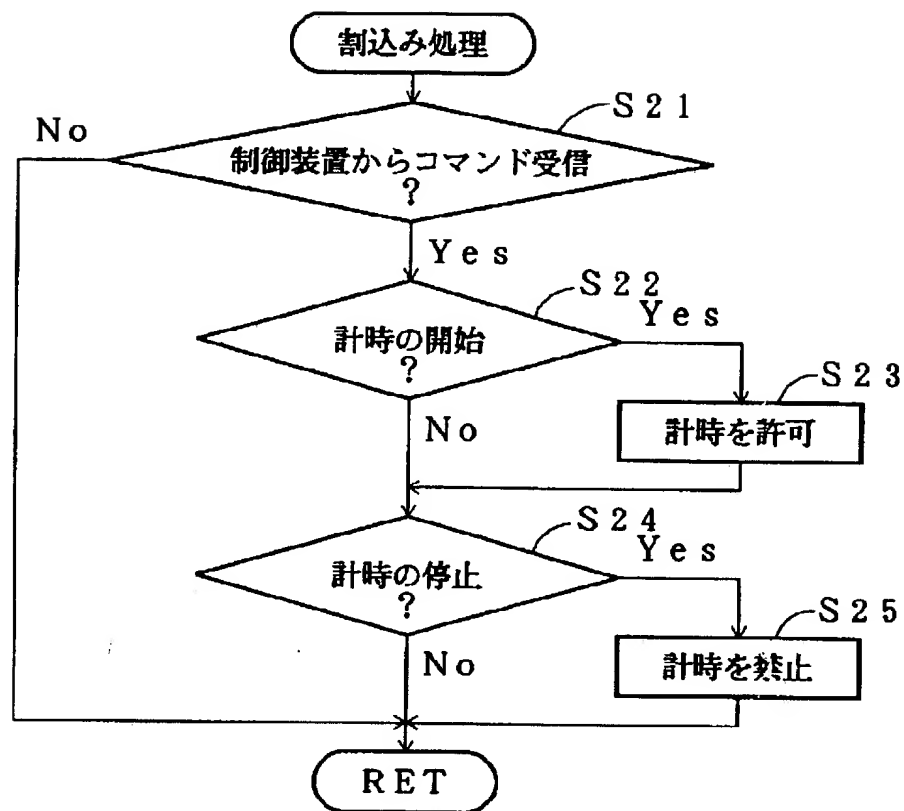 割込み処理
S21
No
制御装置からコマンド受信
?
Yes
S22
Yes
計時の開始
?
S23
計時を許可
No
S24
Yes
計時の停止
?
S25
計時を禁止
No
RET